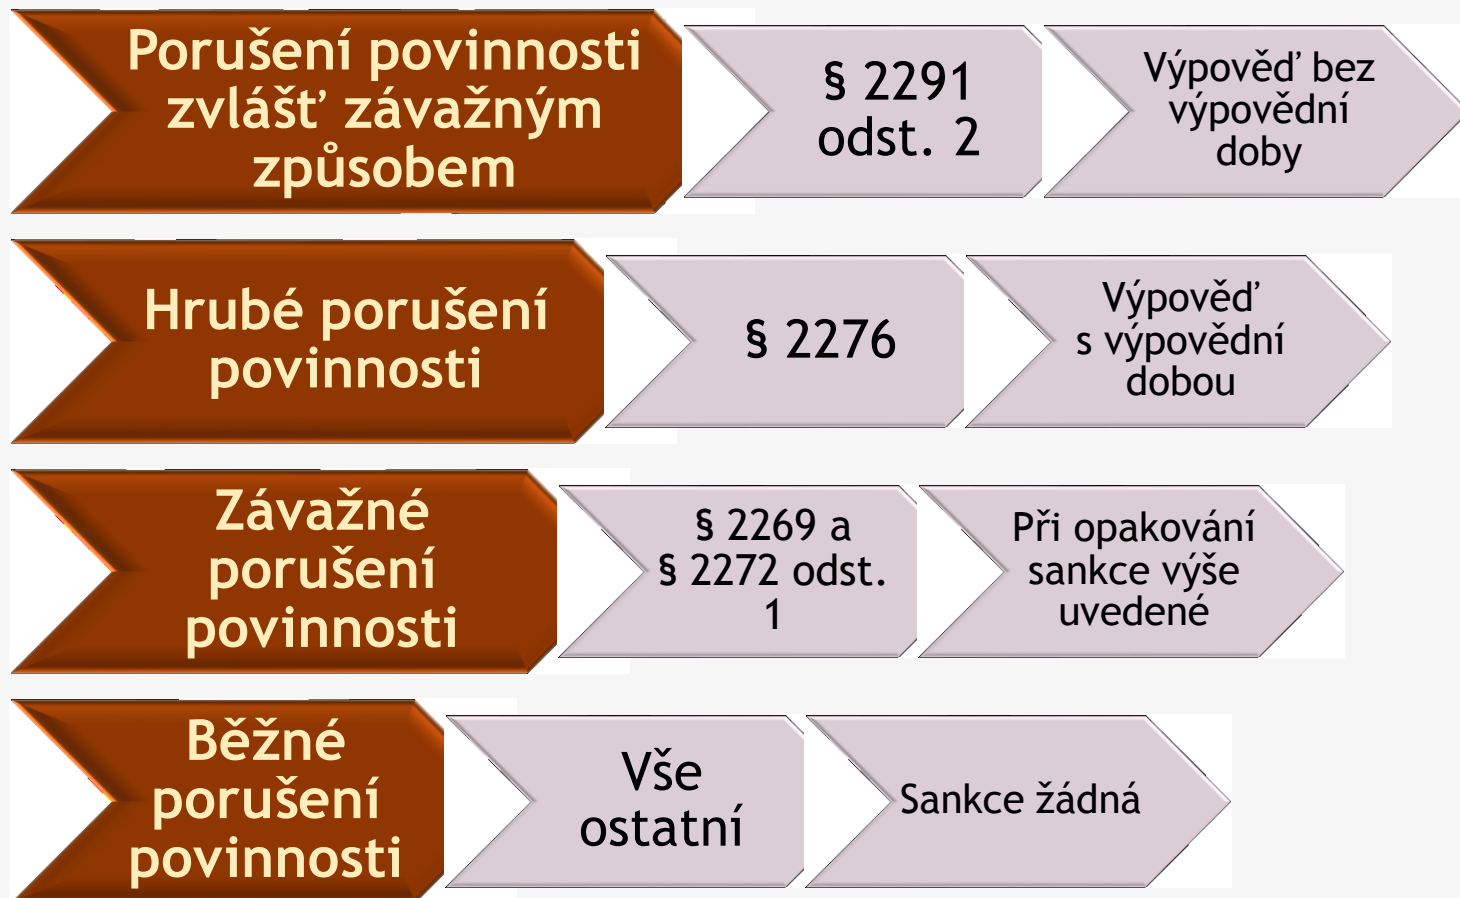 Porušení povinnosti
zvlášť závažným
způsobem
§ 2291
odst. 2
Výpověď bez
výpovědní
doby
Hrubé porušení
povinnosti
§ 2276
Výpověď
s výpovědní
dobou
Závažné
porušení
povinnosti
§ 2269 a
§ 2272 odst.
1
Při opakování
sankce výše
uvedené
Běžné
porušení
povinnosti
Vše
ostatní
Sankce žádná